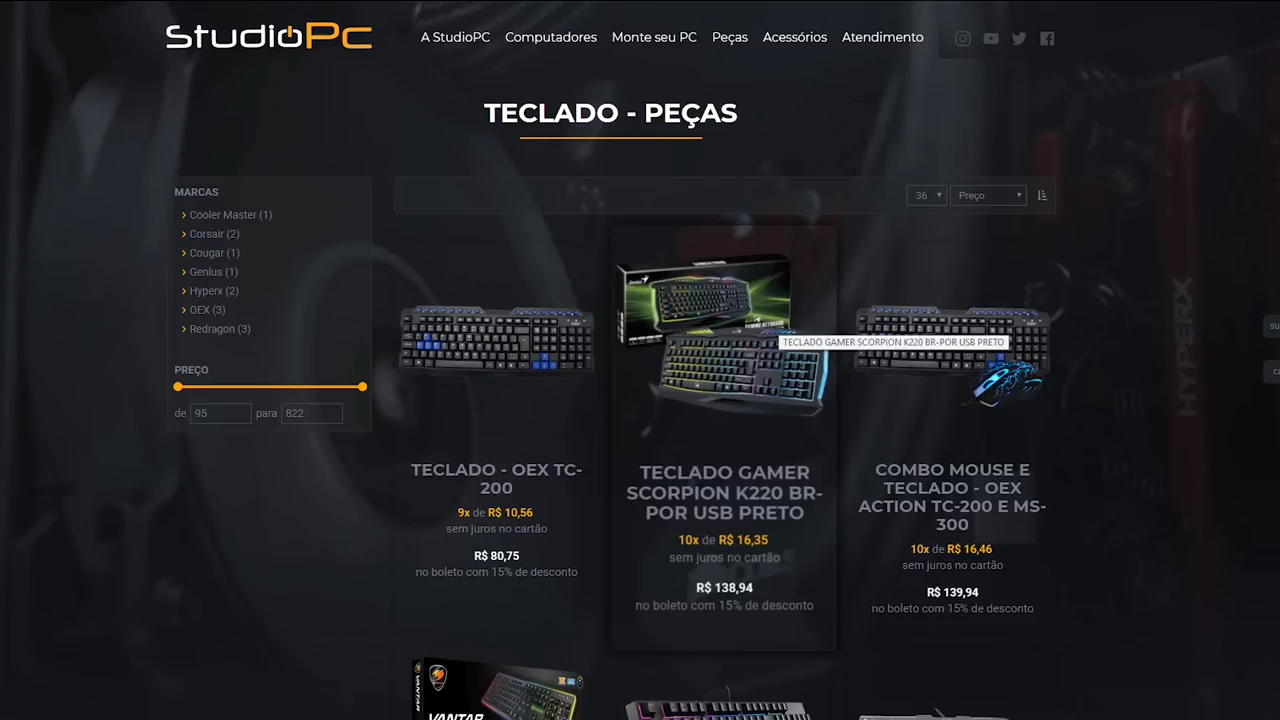 StudioPc
A StudioPC Computadores Monte seu PC Peças Acessórios Atendimento
TECLADO - PEÇAS
MARCAS
Cooler Master (1)
Corsair (2)
Cougar (1)
Genius (1)
Hyperx (2)
OEX (3)
Redragon (3)
PREÇO
de 95 para 822
36 Preço
HYPERX
TECLADO GAMER SCORPION K220 BR-POR USB PRETO
TECLADO - OEX TC-
200
9x de R$ 10,56
sem juros no cartão
R$ 80,75
no boleto com 15% de desconto
TECLADO GAMER
SCORPION K220 BR-
POR USB PRETO
10x de R$ 16,35
sem juros no cartão
R$ 138,94
no boleto com 15% de desconto
COMBO MOUSE E
TECLADO - OEX
ACTION TC-200 E MS-
300
10x de R$ 16,46
sem juros no cartão
R$ 139,94
no boleto com 15% de desconto
VANTAR